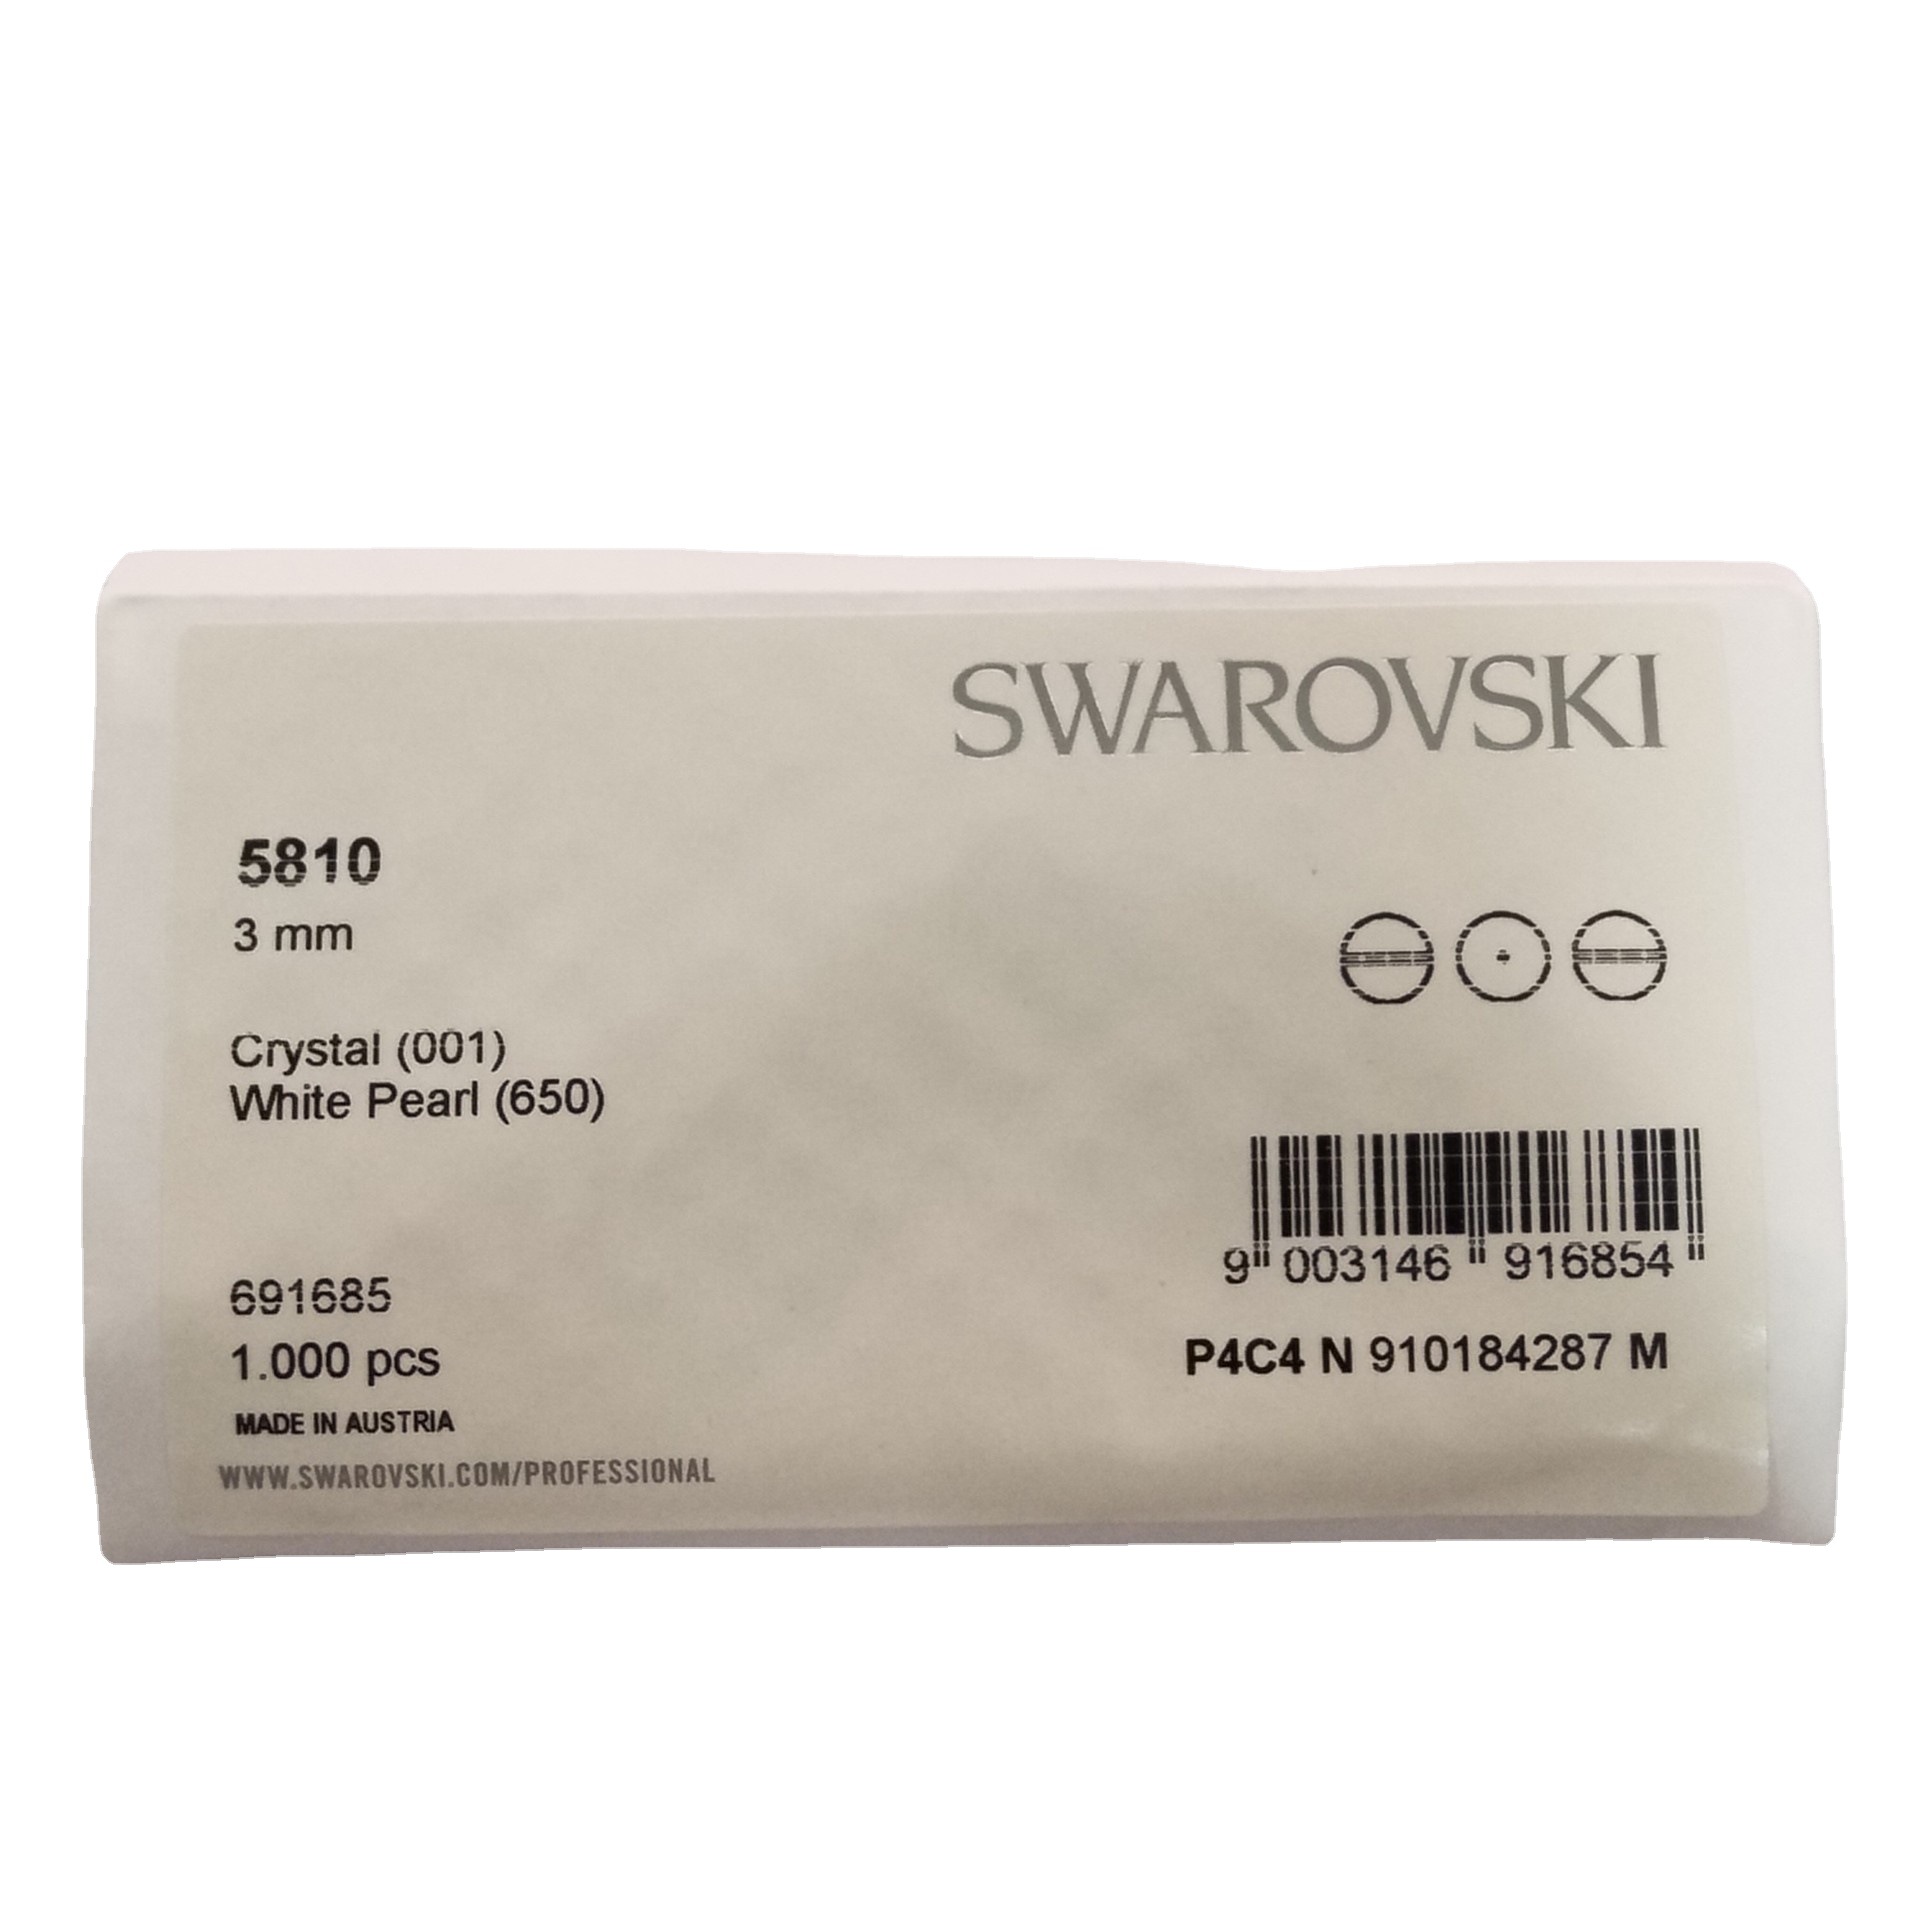 SWAROVSKI
5810
3 mm
Crystal (001)
White Pearl (650)
9 003146 916854
691685
1.000 pcs
P4C4 N 910184287 M
MADE IN AUSTRIA
WWW.SWAROVSKI.COM/PROFESSIONAL